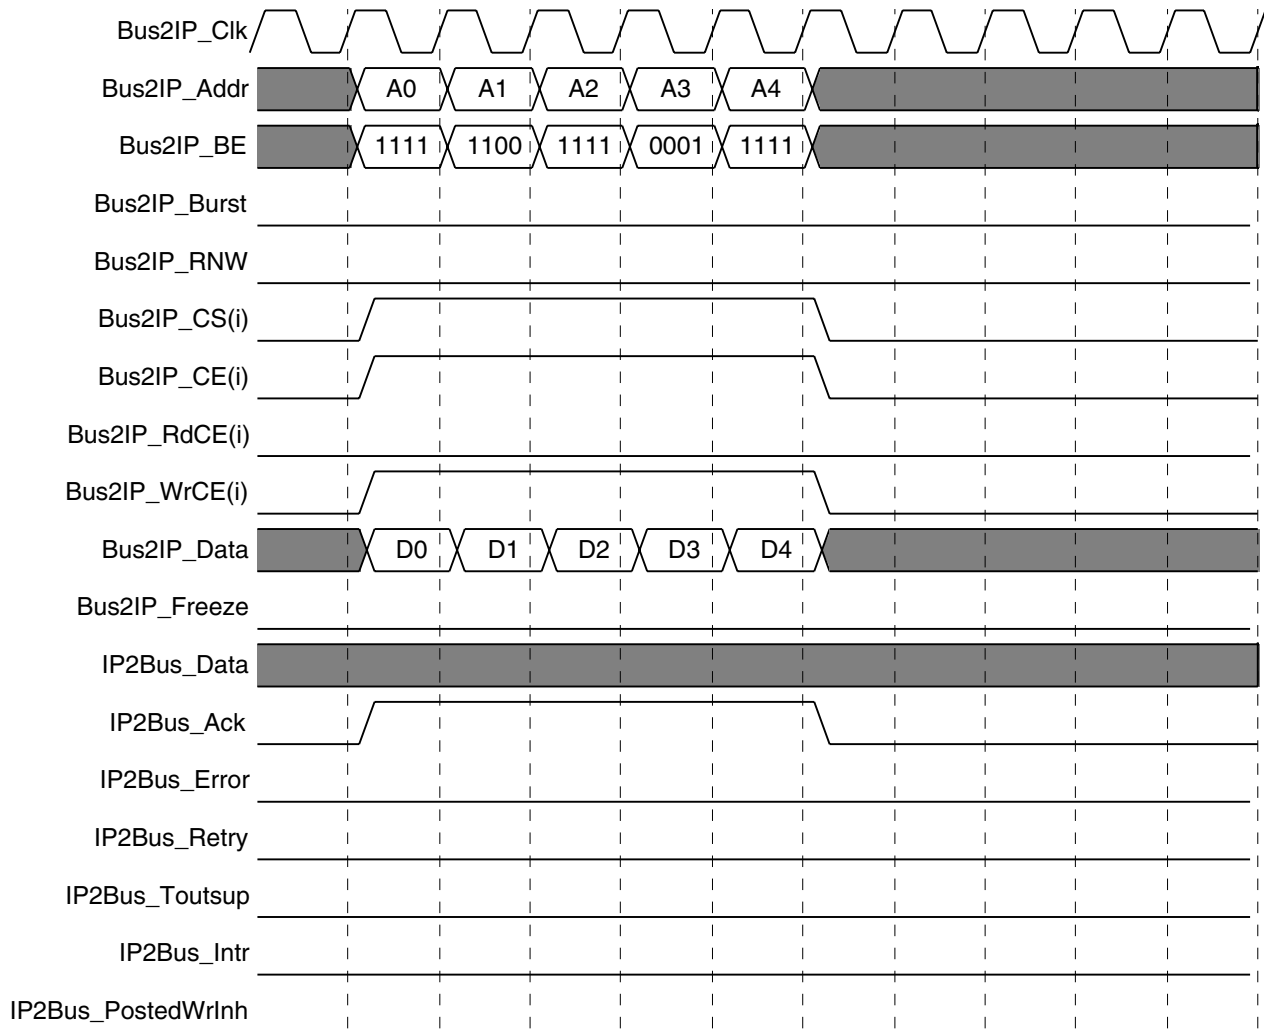 Bus2IP_Clk
Bus2IP_Addr A0 A1 A2 A3 A4
Bus2IP_BE 1111 1100 1111 0001 1111
Bus2IP_Burst
Bus2IP_RNW
Bus2IP_CS(i)
Bus2IP_CE(i)
Bus2IP_RdCE(i)
Bus2IP_WrCE(i)
Bus2IP_Data D0 D1 D2 D3 D4
Bus2IP_Freeze
IP2Bus_Data
IP2Bus_Ack
IP2Bus_Error
IP2Bus_Retry
IP2Bus_Toutsup
IP2Bus_Intr
IP2Bus_PostedWrInh